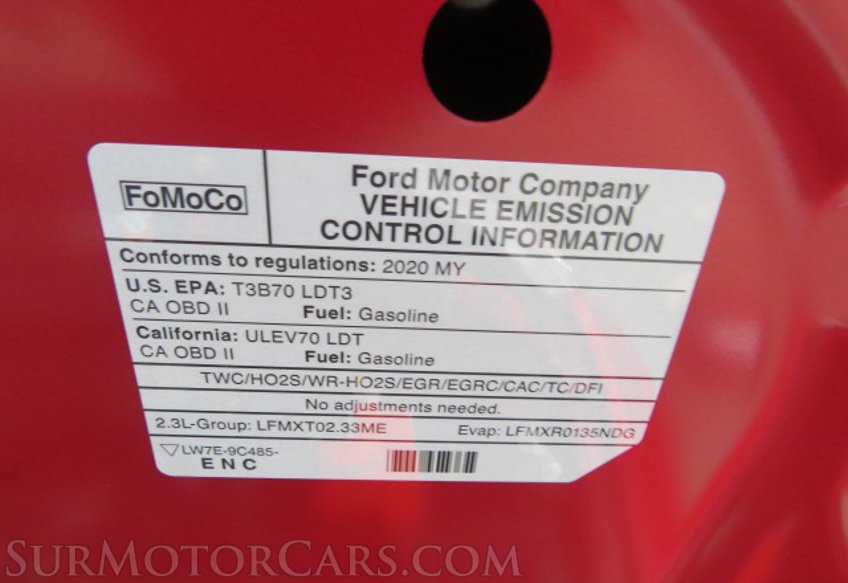 FoMoCo
Ford Motor Company
VEHICLE EMISSION
CONTROL INFORMATION
Conforms to regulations: 2020 MY
U.S. EPA: T3B70 LDT3
CA OBD II Fuel: Gasoline
California: ULEV70 LDT
CA OBD II Fuel: Gasoline
TWC/HO2S/WR-HO2S/EGR/EGRC/CAC/TC/DFI
No adjustments needed.
2.3L-Group: LFMXT02.33ME Evap: LFMXR0135NDG
LW7E-9C485-
ENC
SURMOTORCARS.COM